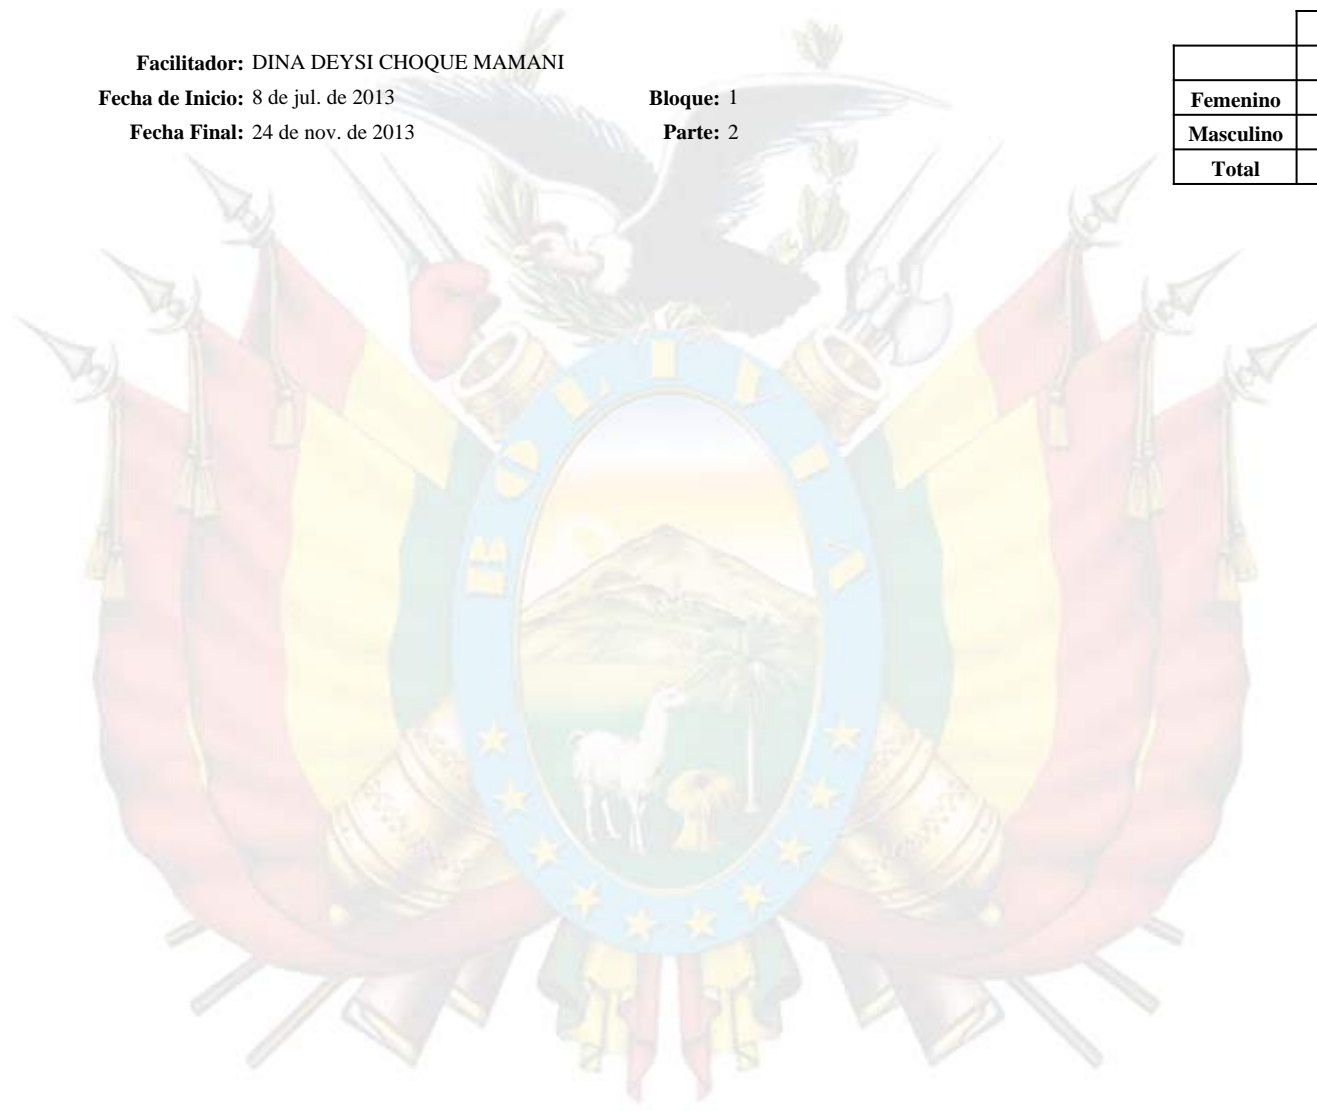 Facilitador: DINA DEYSI CHOQUE MAMANI
Fecha de Inicio: 8 de jul. de 2013 Bloque: 1
Fecha Final: 24 de nov. de 2013 Parte: 2
Femenino
Masculino
Total
BOLIVIA